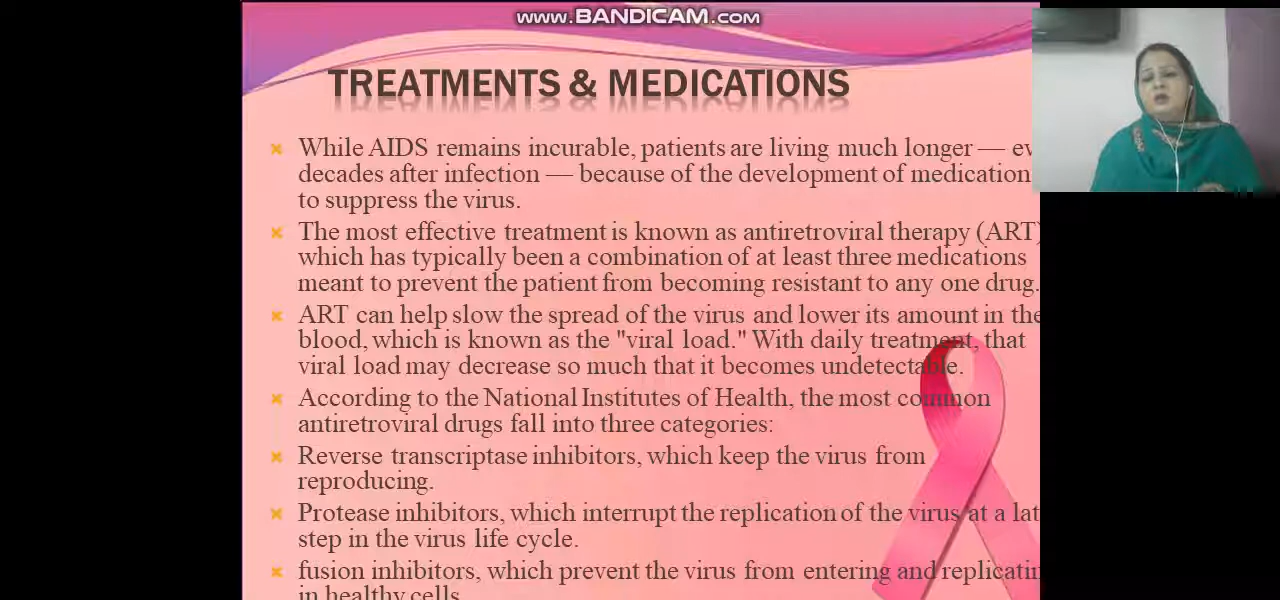 www.BANDICAM.com
TREATMENTS & MEDICATIONS
While AIDS remains incurable, patients are living much longer — ev
decades after infection — because of the development of medication
to suppress the virus.
The most effective treatment is known as antiretroviral therapy (ART)
which has typically been a combination of at least three medications
meant to prevent the patient from becoming resistant to any one drug.
ART can help slow the spread of the virus and lower its amount in the
blood, which is known as the "viral load." With daily treatment, that
viral load may decrease so much that it becomes undetectable.
According to the National Institutes of Health, the most common
antiretroviral drugs fall into three categories:
Reverse transcriptase inhibitors, which keep the virus from
reproducing.
Protease inhibitors, which interrupt the replication of the virus at a lat
step in the virus life cycle.
fusion inhibitors, which prevent the virus from entering and replicatin
in healthy cells